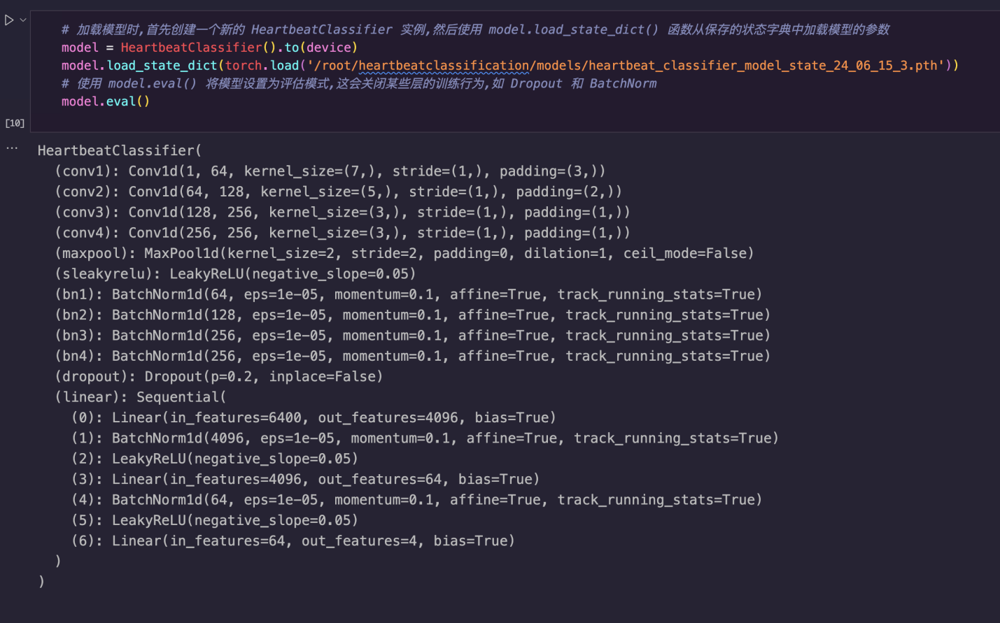 # 加载模型时,首先创建一个新的 HeartbeatClassifier 实例,然后使用 model.load_state_dict() 函数从保存的状态字典中加载模型的参数
model = HeartbeatClassifier().to(device)
model.load_state_dict(torch.load('/root/heartbeatclassification/models/heartbeat_classifier_model_state_24_06_15_3.pth'))
# 使用 model.eval() 将模型设置为评估模式,这会关闭某些层的训练行为,如 Dropout 和 BatchNorm
model.eval()
[10]
...
HeartbeatClassifier(
  (conv1): Conv1d(1, 64, kernel_size=(7,), stride=(1,), padding=(3,))
  (conv2): Conv1d(64, 128, kernel_size=(5,), stride=(1,), padding=(2,))
  (conv3): Conv1d(128, 256, kernel_size=(3,), stride=(1,), padding=(1,))
  (conv4): Conv1d(256, 256, kernel_size=(3,), stride=(1,), padding=(1,))
  (maxpool): MaxPool1d(kernel_size=2, stride=2, padding=0, dilation=1, ceil_mode=False)
  (sleakyrelu): LeakyReLU(negative_slope=0.05)
  (bn1): BatchNorm1d(64, eps=1e-05, momentum=0.1, affine=True, track_running_stats=True)
  (bn2): BatchNorm1d(128, eps=1e-05, momentum=0.1, affine=True, track_running_stats=True)
  (bn3): BatchNorm1d(256, eps=1e-05, momentum=0.1, affine=True, track_running_stats=True)
  (bn4): BatchNorm1d(256, eps=1e-05, momentum=0.1, affine=True, track_running_stats=True)
  (dropout): Dropout(p=0.2, inplace=False)
  (linear): Sequential(
    (0): Linear(in_features=6400, out_features=4096, bias=True)
    (1): BatchNorm1d(4096, eps=1e-05, momentum=0.1, affine=True, track_running_stats=True)
    (2): LeakyReLU(negative_slope=0.05)
    (3): Linear(in_features=4096, out_features=64, bias=True)
    (4): BatchNorm1d(64, eps=1e-05, momentum=0.1, affine=True, track_running_stats=True)
    (5): LeakyReLU(negative_slope=0.05)
    (6): Linear(in_features=64, out_features=4, bias=True)
  )
)